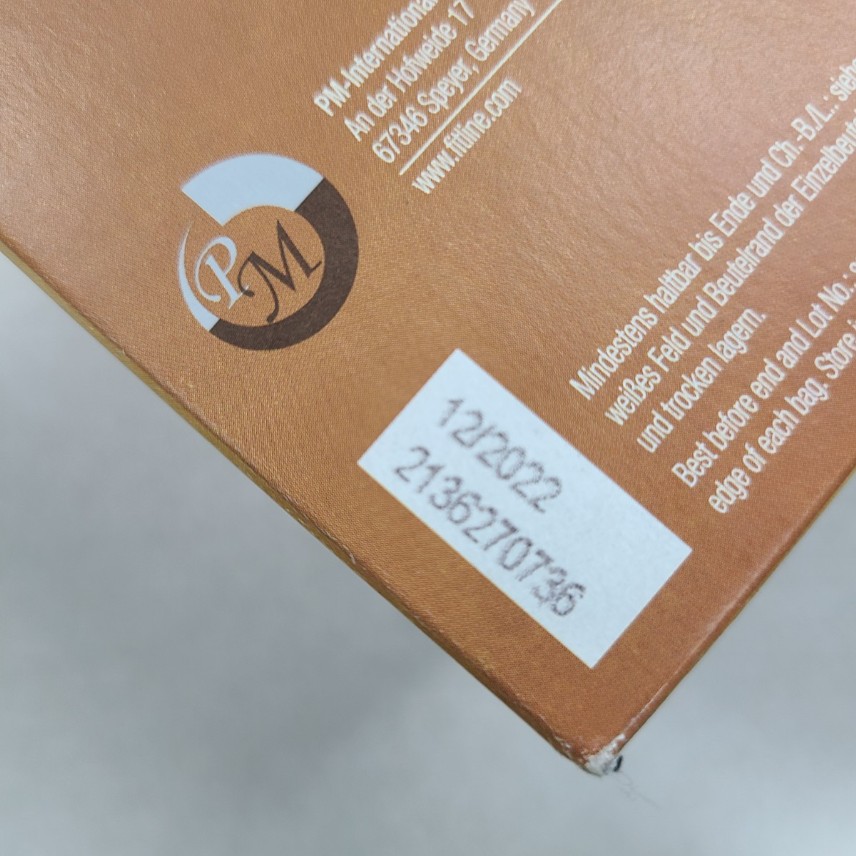 PM-International
An der Hofweide 17
67346 Speyer, Germany
www.fitline.com
PM
Mindestens haltbar bis Ende und Ch.-B./L.: siehe
weißes Feld und Beutelrand der Einzelbeut
und trocken lagern.
Best before end and Lot No.:
edge of each bag. Store
12/2022
2136270736